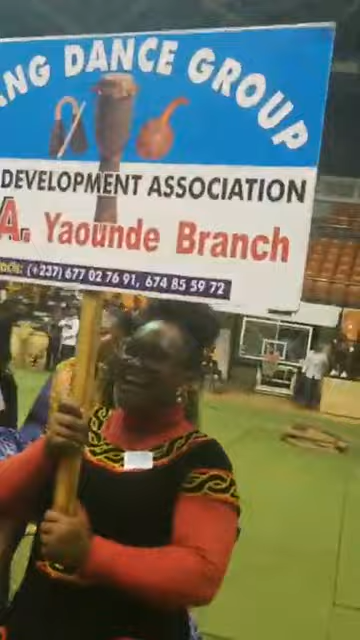 NG DANCE GROUP
DEVELOPMENT ASSOCIATION
A. Yaounde Branch
(+237) 677 02 76 91, 674 85 59 72